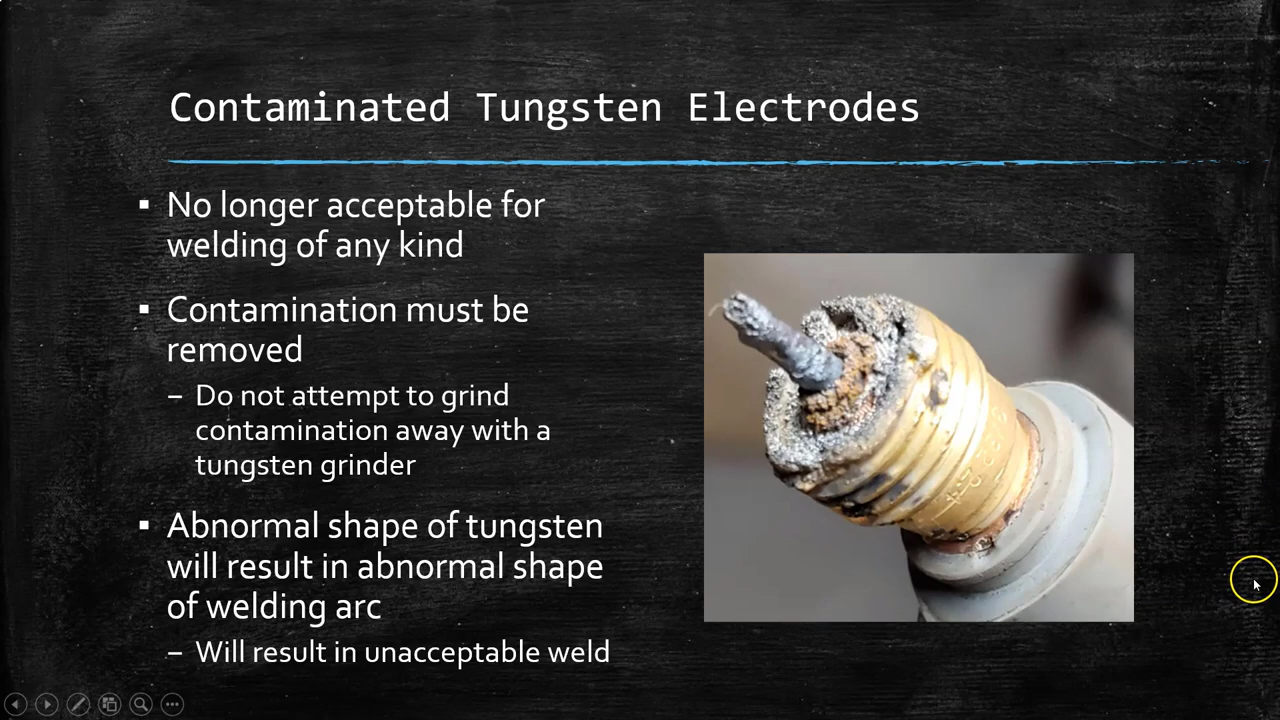 Contaminated Tungsten Electrodes
▪ No longer acceptable for
welding of any kind
▪ Contamination must be
removed
– Do not attempt to grind
contamination away with a
tungsten grinder
▪ Abnormal shape of tungsten
will result in abnormal shape
of welding arc
– Will result in unacceptable weld